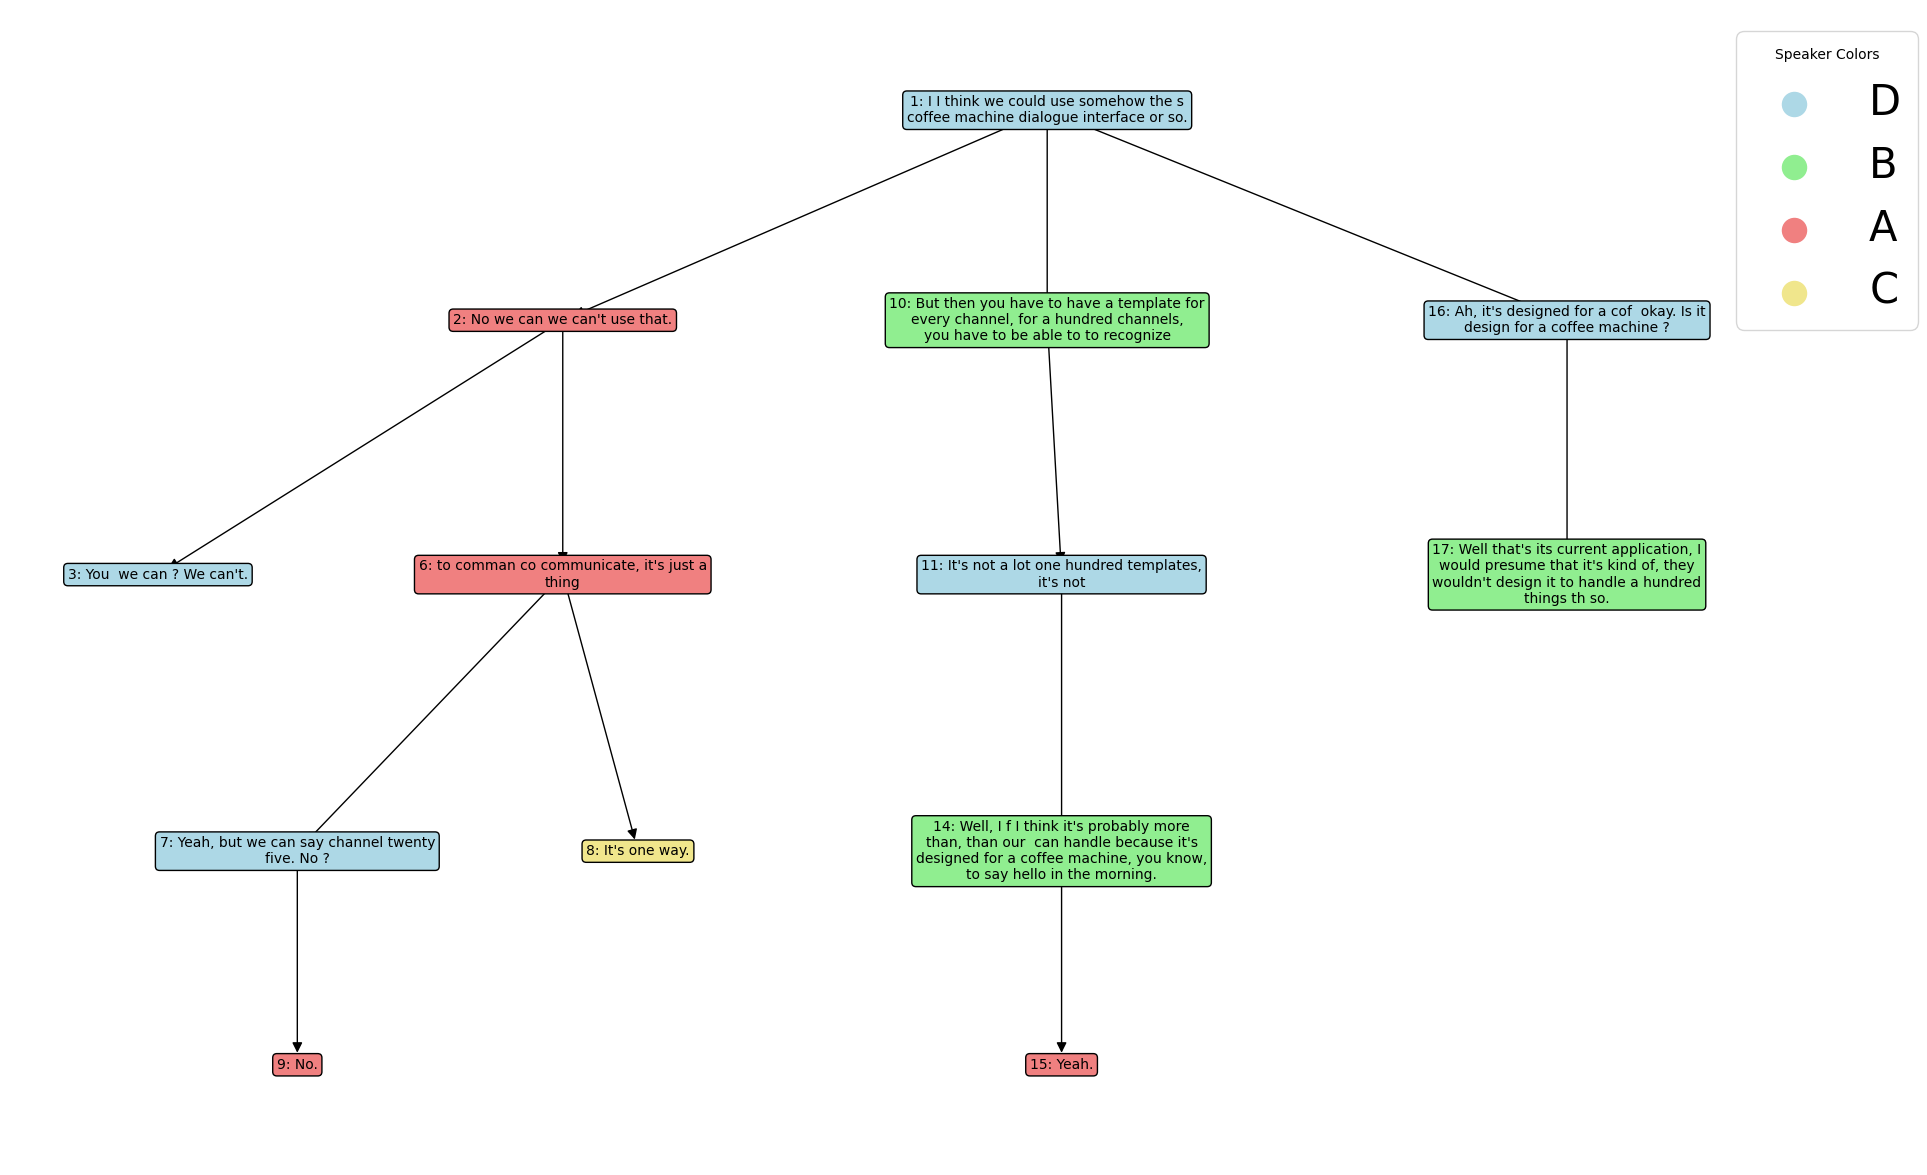 Speaker Colors
D
B
A
C
1: I I think we could use somehow the s
coffee machine dialogue interface or so.
2: No we can we can't use that.
10: But then you have to have a template for
every channel, for a hundred channels,
you have to be able to to recognize
16: Ah, it's designed for a cof  okay. Is it
design for a coffee machine ?
3: You  we can ? We can't.
6: to comman co communicate, it's just a
thing
11: It's not a lot one hundred templates,
it's not
17: Well that's its current application, I
would presume that it's kind of, they
wouldn't design it to handle a hundred
things th so.
7: Yeah, but we can say channel twenty
five. No ?
8: It's one way.
14: Well, I f I think it's probably more
than, than our  can handle because it's
designed for a coffee machine, you know,
to say hello in the morning.
9: No.
15: Yeah.